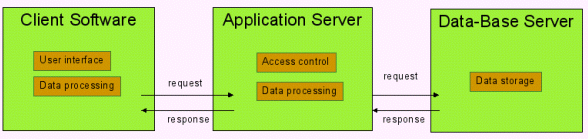 Client Software
User interface
Data processing
request
response
Application Server
Access control
Data processing
request
response
Data-Base Server
Data storage